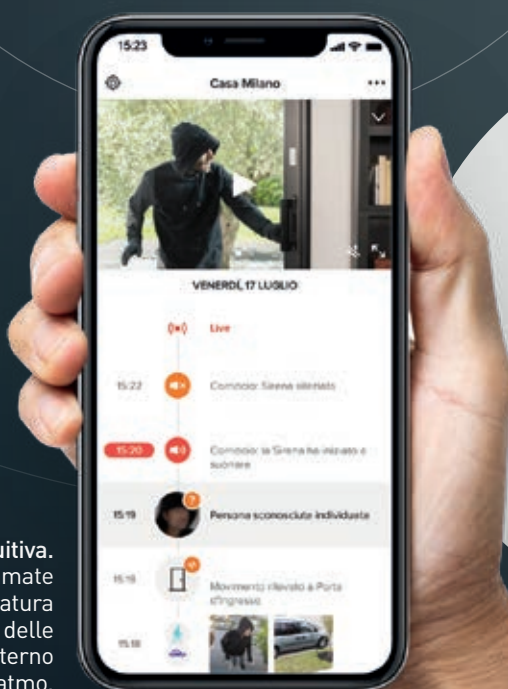 15:23
Casa Milano
VENERDÌ, 17 LUGLIO
Live
15:22 Corridoio: Sirena silenziata
15:20 Corridoio: la Sirena ha iniziato a
suonare
15:19 Persona sconosciuta individuata
Movimento rilevato a Porta
d'Ingresso
15:18
uitiva.
mate
atura
delle
terno
atmo.